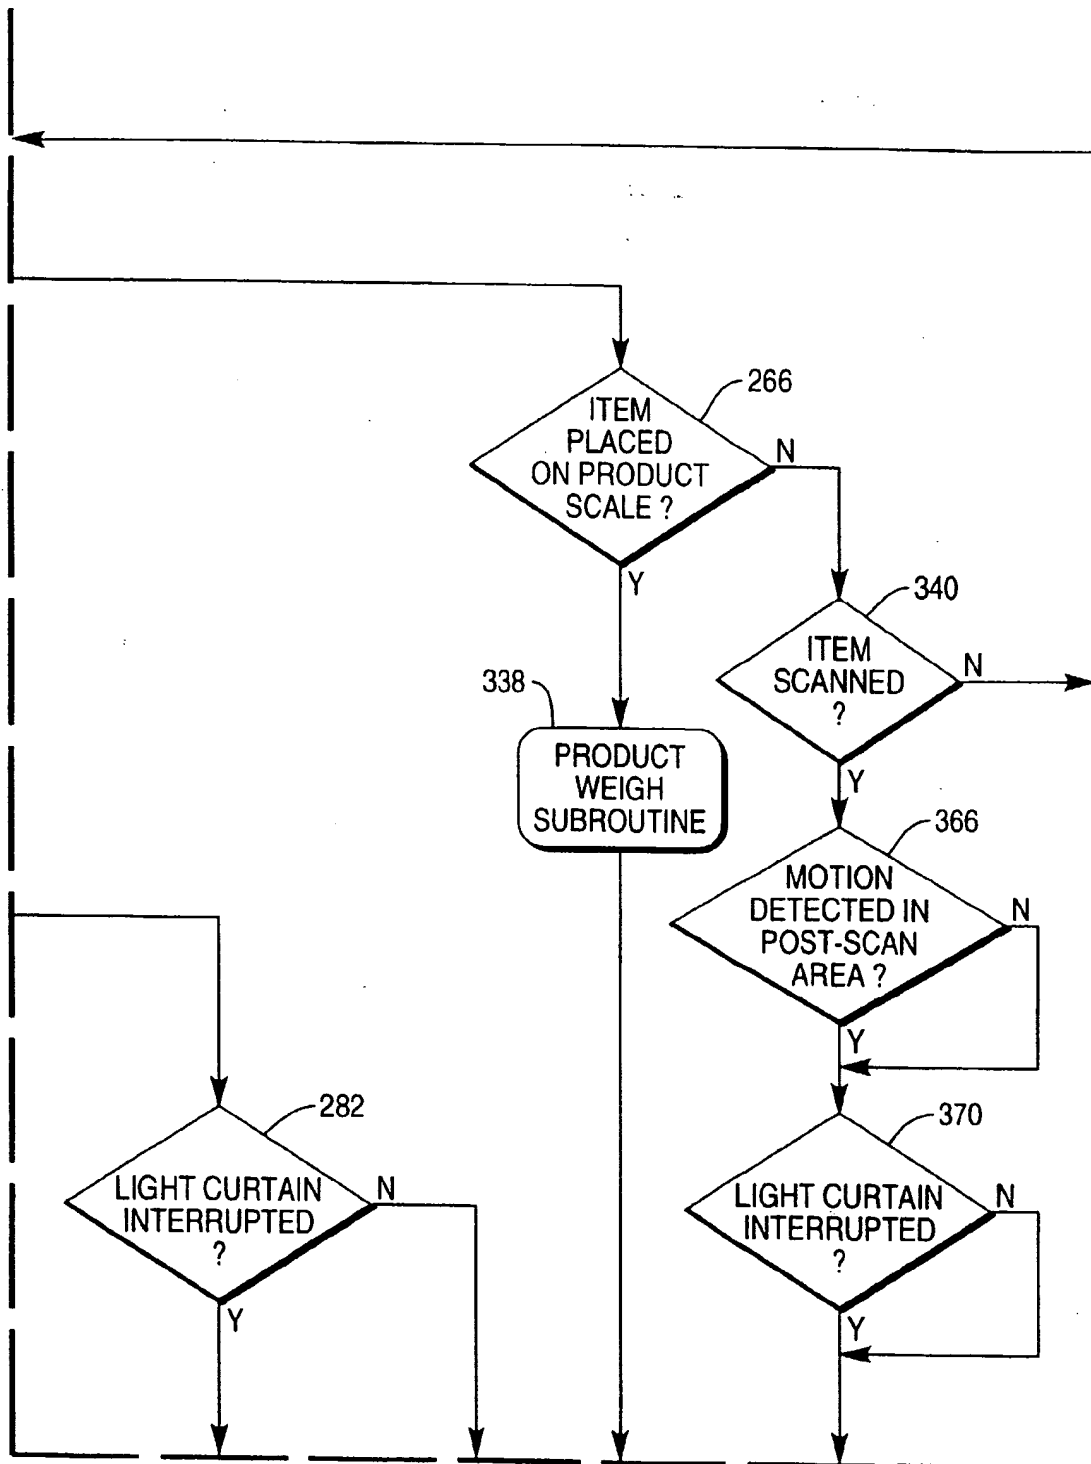 266
ITEM
PLACED
ON PRODUCT
SCALE ?
N
Y
340
ITEM
SCANNED
?
N
Y
338
PRODUCT
WEIGH
SUBROUTINE
366
MOTION
DETECTED IN
POST-SCAN
AREA ?
N
Y
282
LIGHT CURTAIN
INTERRUPTED
?
N
Y
370
LIGHT CURTAIN
INTERRUPTED
?
N
Y